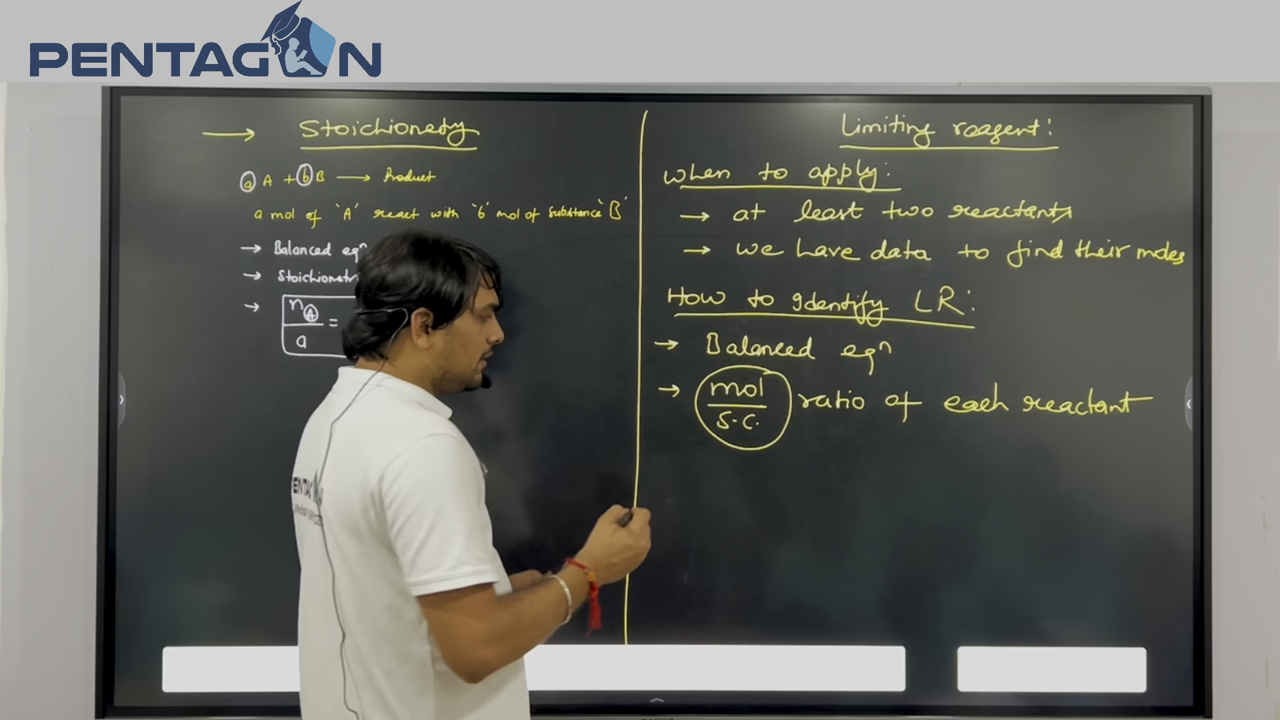 PENTAGON
→ Stoichiomety
a A + b B → Product
a mol of 'A' react with 'b' mol of substance 'B'
→ Balanced eqn
→ Stoichiometri
→ nA / a =
Limiting reagent:
When to apply:
→ at least two reactants
→ we have data to find their moles
How to Identify LR:
→ Balanced eqn
→ mol / S.C. ratio of each reactant